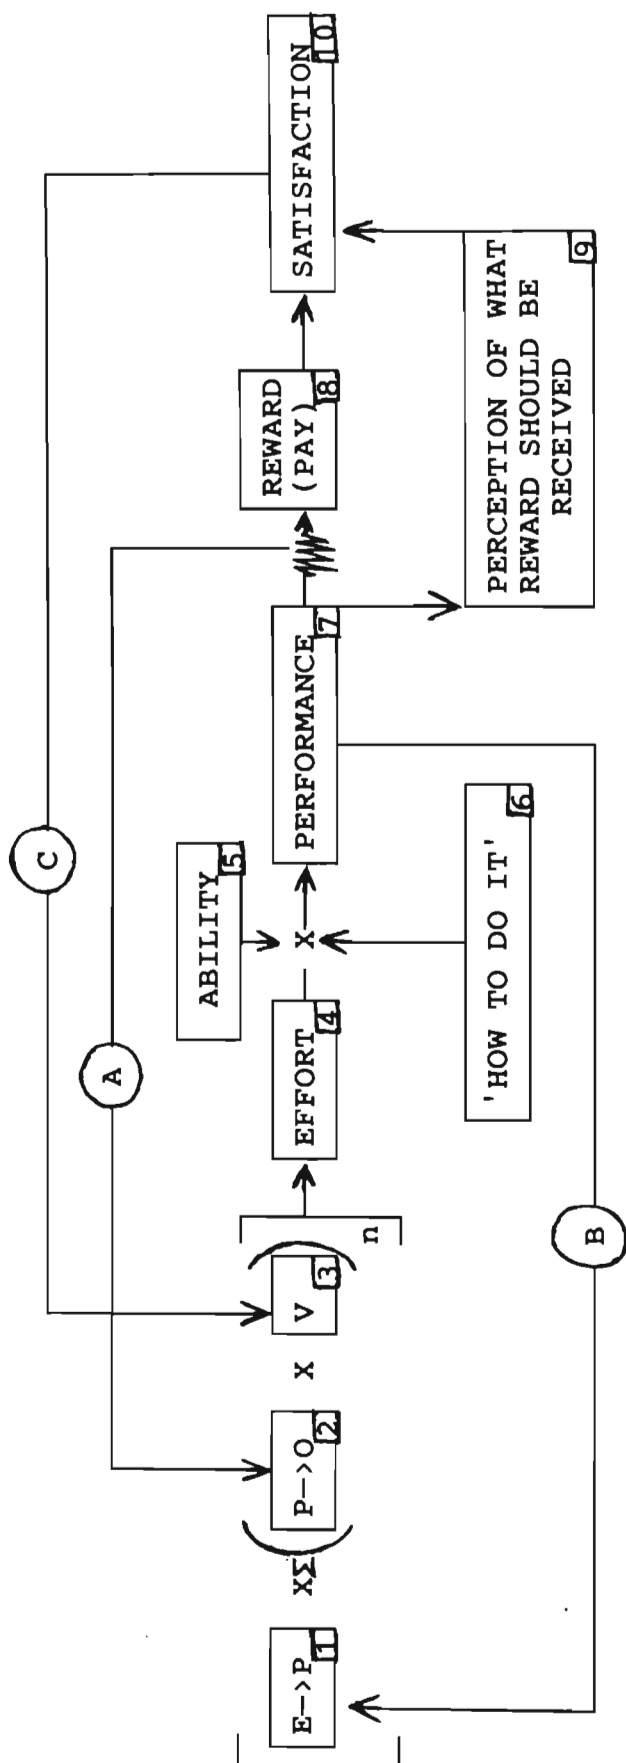 E—>P
1
XΣ
P—>O
2
X
V
3
n
EFFORT
4
X
ABILITY
5
'HOW TO DO IT'
6
PERFORMANCE
7
REWARD
(PAY)
8
PERCEPTION OF WHAT
REWARD SHOULD BE
RECEIVED
9
SATISFACTION
10
A
B
C